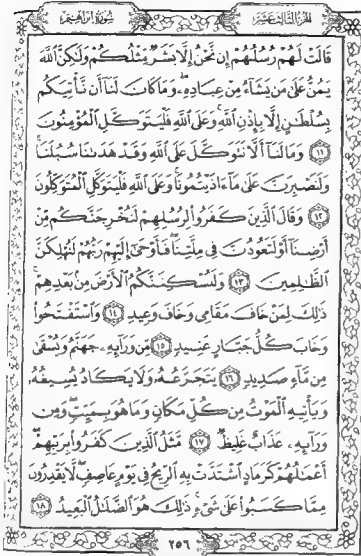 الجزء الثالث عشر
سورة إبراهيم
قَالَتْ لَهُمْ رُسُلُهُمْ إِن نَّحْنُ إِلَّا بَشَرٌ مِّثْلُكُمْ وَلَٰكِنَّ ٱللَّهَ
يَمُنُّ عَلَىٰ مَن يَشَآءُ مِنْ عِبَادِهِۦ ۖ وَمَا كَانَ لَنَآ أَن نَّأْتِيَكُم
بِسُلْطَٰنٍ إِلَّا بِإِذْنِ ٱللَّهِ ۚ وَعَلَى ٱللَّهِ فَلْيَتَوَكَّلِ ٱلْمُؤْمِنُونَ
١١ وَمَا لَنَآ أَلَّا نَتَوَكَّلَ عَلَى ٱللَّهِ وَقَدْ هَدَىٰنَا سُبُلَنَا ۚ
وَلَنَصْبِرَنَّ عَلَىٰ مَآ ءَاذَيْتُمُونَا ۚ وَعَلَى ٱللَّهِ فَلْيَتَوَكَّلِ ٱلْمُتَوَكِّلُونَ
١٢ وَقَالَ ٱلَّذِينَ كَفَرُوا۟ لِرُسُلِهِمْ لَنُخْرِجَنَّكُم مِّنْ
أَرْضِنَآ أَوْ لَتَعُودُنَّ فِى مِلَّتِنَا ۖ فَأَوْحَىٰٓ إِلَيْهِمْ رَبُّهُمْ لَنُهْلِكَنَّ
ٱلظَّٰلِمِينَ ١٣ وَلَنُسْكِنَنَّكُمُ ٱلْأَرْضَ مِنۢ بَعْدِهِمْ ۚ
ذَٰلِكَ لِمَنْ خَافَ مَقَامِى وَخَافَ وَعِيدِ ١٤ وَٱسْتَفْتَحُوا۟
وَخَابَ كُلُّ جَبَّارٍ عَنِيدٍ ١٥ مِّن وَرَآئِهِۦ جَهَنَّمُ وَيُسْقَىٰ
مِن مَّآءٍ صَدِيدٍ ١٦ يَتَجَرَّعُهُۥ وَلَا يَكَادُ يُسِيغُهُۥ
وَيَأْتِيهِ ٱلْمَوْتُ مِن كُلِّ مَكَانٍ وَمَا هُوَ بِمَيِّتٍ ۖ وَمِن
وَرَآئِهِۦ عَذَابٌ غَلِيظٌ ١٧ مَّثَلُ ٱلَّذِينَ كَفَرُوا۟ بِرَبِّهِمْ ۖ
أَعْمَٰلُهُمْ كَرَمَادٍ ٱشْتَدَّتْ بِهِ ٱلرِّيحُ فِى يَوْمٍ عَاصِفٍ ۖ لَّا يَقْدِرُونَ
مِمَّا كَسَبُوا۟ عَلَىٰ شَىْءٍ ۚ ذَٰلِكَ هُوَ ٱلضَّلَٰلُ ٱلْبَعِيدُ ١٨
٢٥٦